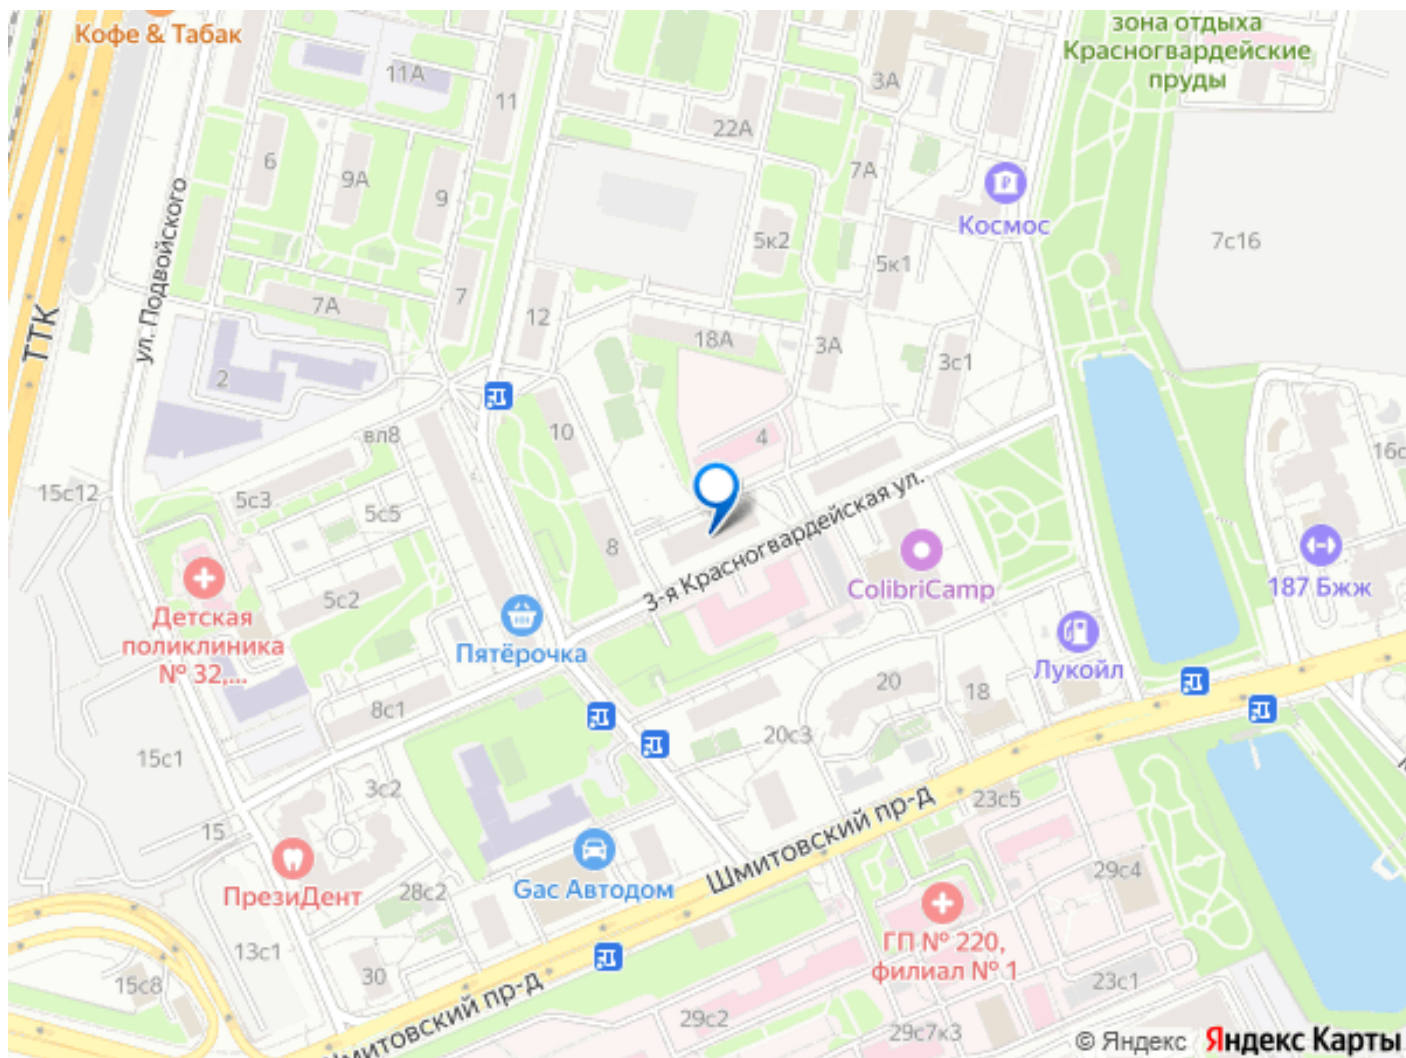 Кофе & Табак
зона отдыха
Красногвардейские
пруды
11А
11
3А
22А
6
9А
9
7А
ул. Подвойского
Космос
5к2
5к1
7с16
ТТК
7А
7
12
18А
3А
3с1
2
10
4
вл8
16с
15с12
5с3
5с5
3-я Красногвардейская ул.
8
ColibriCamp
187 Бжж
5с2
Детская
поликлиника
№ 32,...
Пятёрочка
Лукойл
20
18
8с1
20с3
15с1
3с2
23с5
15
Шмитовский пр-д
Gac Автодом
29с4
ПрезиДент
28с2
ГП № 220,
филиал № 1
13с1
30
15с8
23с1
Шмитовский пр-д
29с2
29с7к3
© Яндекс Яндекс Карты